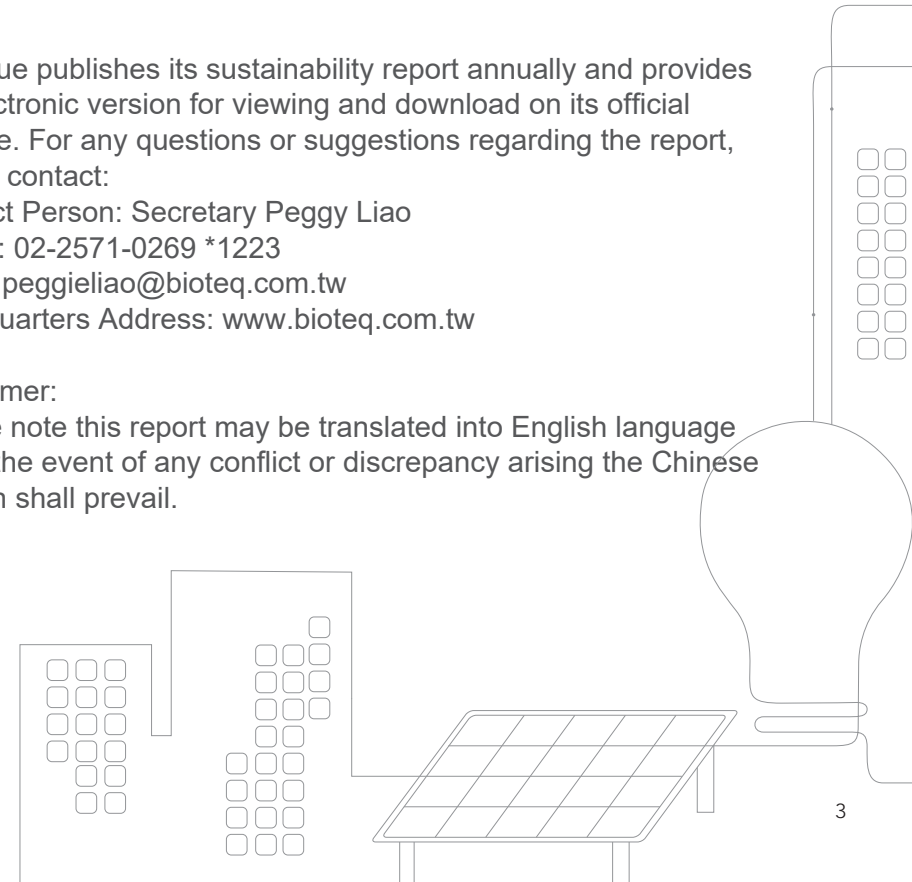 ue publishes its sustainability report annually and provides
ctronic version for viewing and download on its official
e. For any questions or suggestions regarding the report,
contact:
ct Person: Secretary Peggy Liao
: 02-2571-0269 *1223
peggieliao@bioteq.com.tw
uarters Address: www.bioteq.com.tw
mer:
note this report may be translated into English language
the event of any conflict or discrepancy arising the Chinese
shall prevail.
3